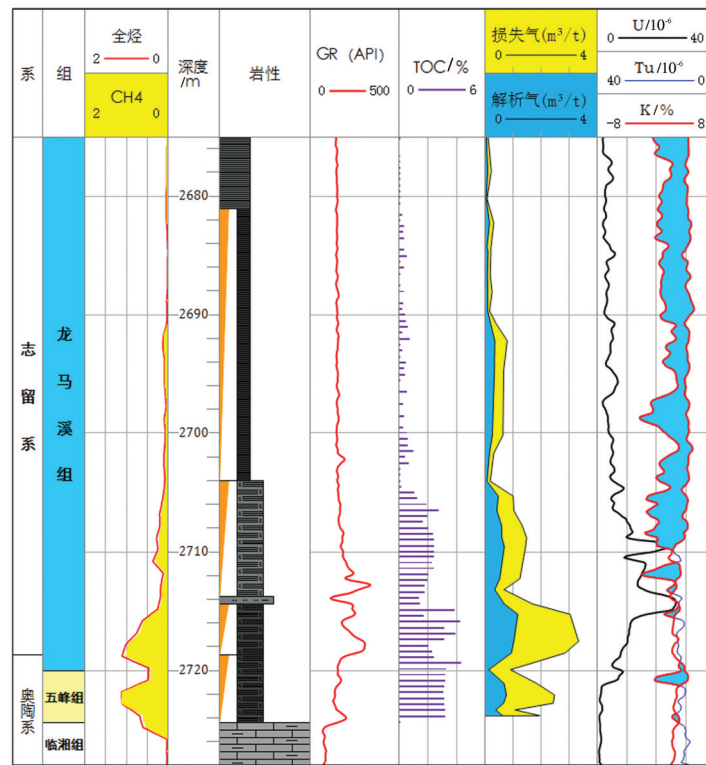 系
组
全烃
2 0
CH4
2 0
深度
/m
岩性
GR (API)
0 500
TOC/%
0 6
损失气(m³/t)
0 4
解析气(m³/t)
0 4
U/10⁻⁶
0 40
Tu/10⁻⁶
40 0
K/%
-8 8
志留系
奥陶系
龙马溪组
五峰组
临湘组
2680
2690
2700
2710
2720